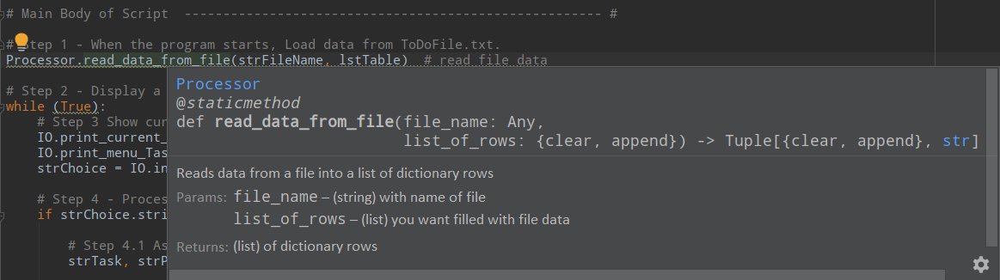 # Main Body of Script  ---------------------------------------------------- #
# Step 1 - When the program starts, Load data from ToDoFile.txt.
Processor.read_data_from_file(strFileName, lstTable)  # read file data
Processor
@staticmethod
def read_data_from_file(file_name: Any,
list_of_rows: {clear, append}) -> Tuple[{clear, append}, str]
Reads data from a file into a list of dictionary rows
Params: file_name – (string) with name of file
list_of_rows – (list) you want filled with file data
Returns: (list) of dictionary rows
# Step 2 - Display a
while (True):
# Step 3 Show cur
IO.print_current_
IO.print_menu_Tas
strChoice = IO.in
# Step 4 - Proces
if strChoice.stri
# Step 4.1 As
strTask, strP